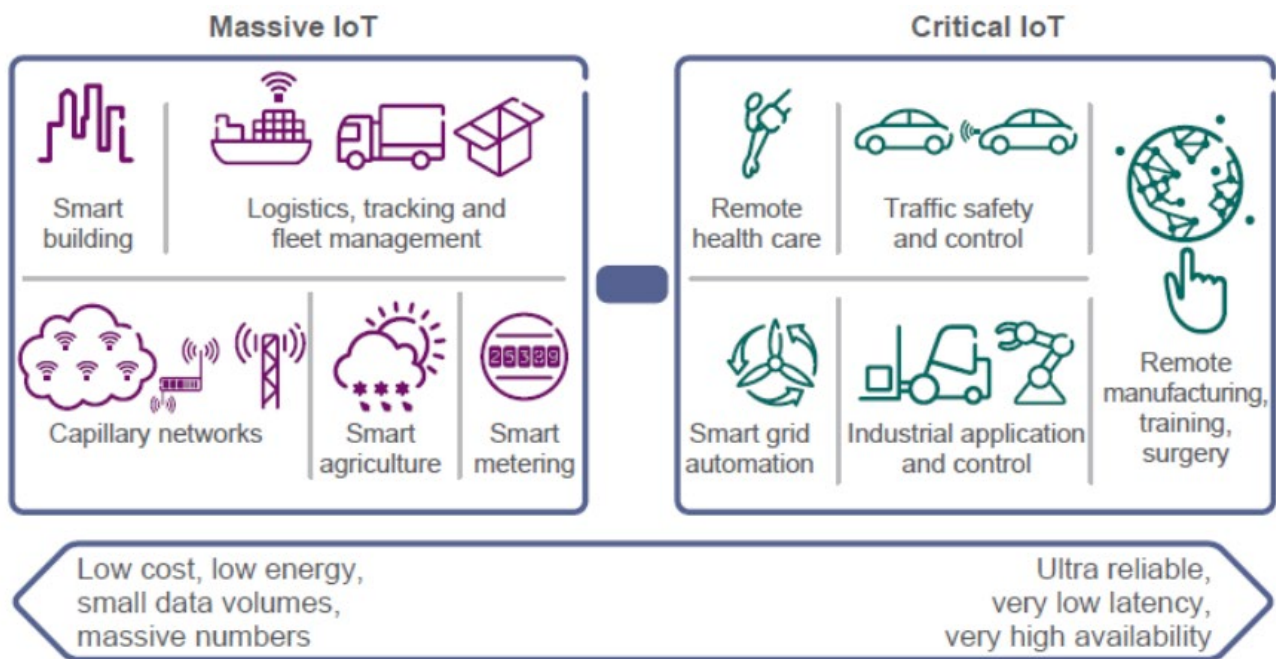 Massive IoT
Critical IoT
Smart
building
Logistics, tracking and
fleet management
Remote
health care
Traffic safety
and control
25329
Capillary networks
Smart
agriculture
Smart
metering
Smart grid
automation
Industrial application
and control
Remote
manufacturing,
training,
surgery
Low cost, low energy,
small data volumes,
massive numbers
Ultra reliable,
very low latency,
very high availability